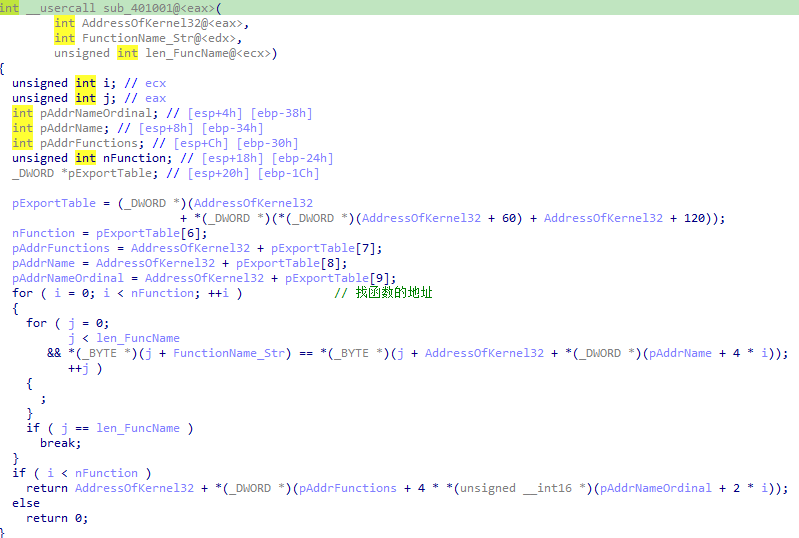 int __usercall sub_401001@<eax>(
int AddressOfKernel32@<eax>,
int FunctionName_Str@<edx>,
unsigned int len_FuncName@<ecx>)
{
unsigned int i; // ecx
unsigned int j; // eax
int pAddrNameOrdinal; // [esp+4h] [ebp-38h]
int pAddrName; // [esp+8h] [ebp-34h]
int pAddrFunctions; // [esp+Ch] [ebp-30h]
unsigned int nFunction; // [esp+18h] [ebp-24h]
_DWORD *pExportTable; // [esp+20h] [ebp-1Ch]
pExportTable = (_DWORD *)(AddressOfKernel32
+ *(_DWORD *)(*(_DWORD *)(AddressOfKernel32 + 60) + AddressOfKernel32 + 120));
nFunction = pExportTable[6];
pAddrFunctions = AddressOfKernel32 + pExportTable[7];
pAddrName = AddressOfKernel32 + pExportTable[8];
pAddrNameOrdinal = AddressOfKernel32 + pExportTable[9];
for ( i = 0; i < nFunction; ++i ) // 找函数的地址
{
for ( j = 0;
j < len_FuncName
&& *(_BYTE *)(j + FunctionName_Str) == *(_BYTE *)(j + AddressOfKernel32 + *(_DWORD *)(pAddrName + 4 * i));
++j )
{
;
}
if ( j == len_FuncName )
break;
}
if ( i < nFunction )
return AddressOfKernel32 + *(_DWORD *)(pAddrFunctions + 4 * *(unsigned __int16 *)(pAddrNameOrdinal + 2 * i));
else
return 0;
}